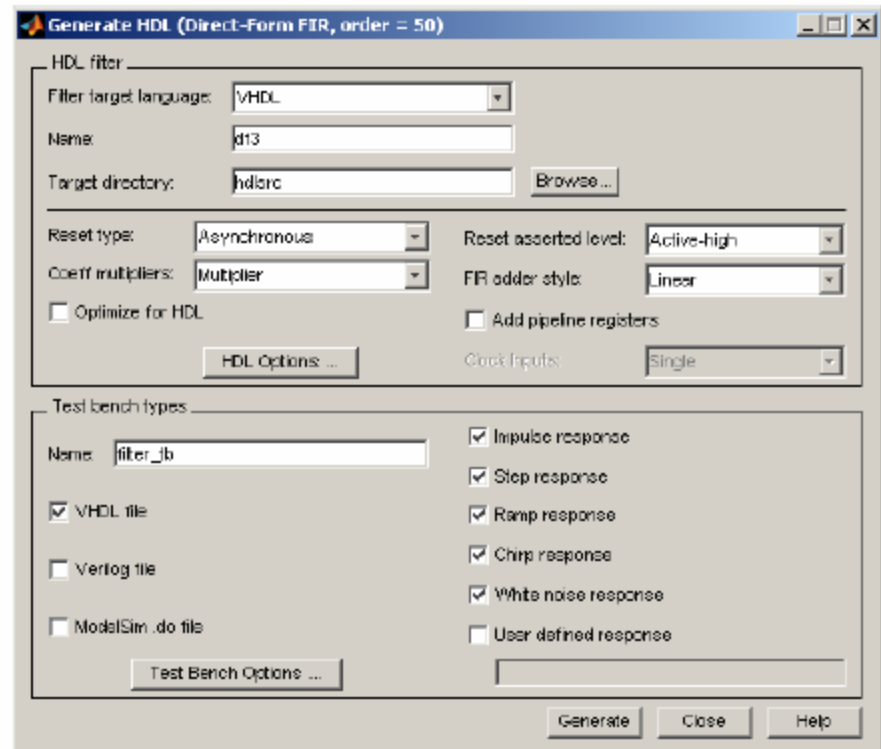 Generate HDL (Direct-Form FIR, order = 50)
HDL filter
Filter target language: VHDL
Name: df3
Target directory: hdlsrc Browse...
Reset type: Asynchronous Reset asserted level: Active-high
Coeff multipliers: Multiplier FIR adder style: Linear
Optimize for HDL Add pipeline registers
HDL Options ... Clock Inputs: Single
Test bench types
Name: filter_tb
Impulse response
Step response
VHDL file
Ramp response
Chirp response
Verilog file
White noise response
ModelSim .do file
User defined response
Test Bench Options ...
Generate Close Help